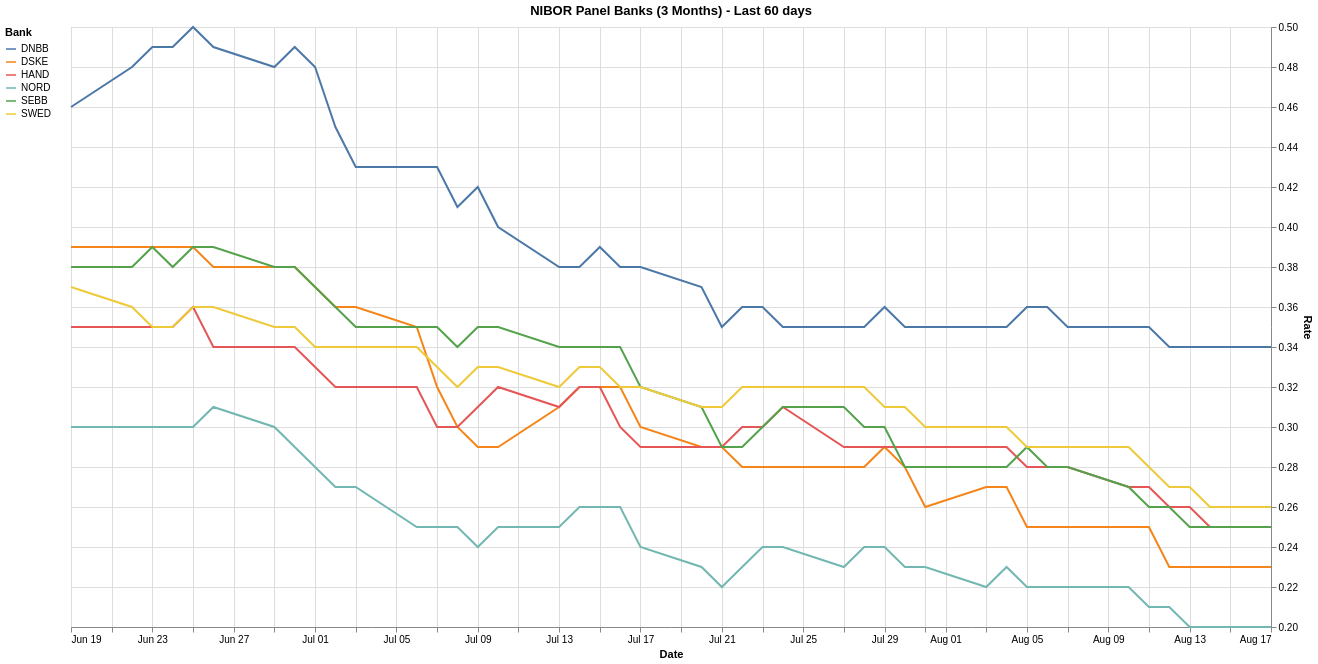 NIBOR Panel Banks (3 Months) - Last 60 days
Bank
DNBB
DSKE
HAND
NORD
SEBB
SWED
0.50
0.48
0.46
0.44
0.42
0.40
0.38
0.36
0.34
0.32
0.30
0.28
0.26
0.24
0.22
0.20
Rate
Jun 19 Jun 23 Jun 27 Jul 01 Jul 05 Jul 09 Jul 13 Jul 17 Jul 21 Jul 25 Jul 29 Aug 01 Aug 05 Aug 09 Aug 13 Aug 17
Date